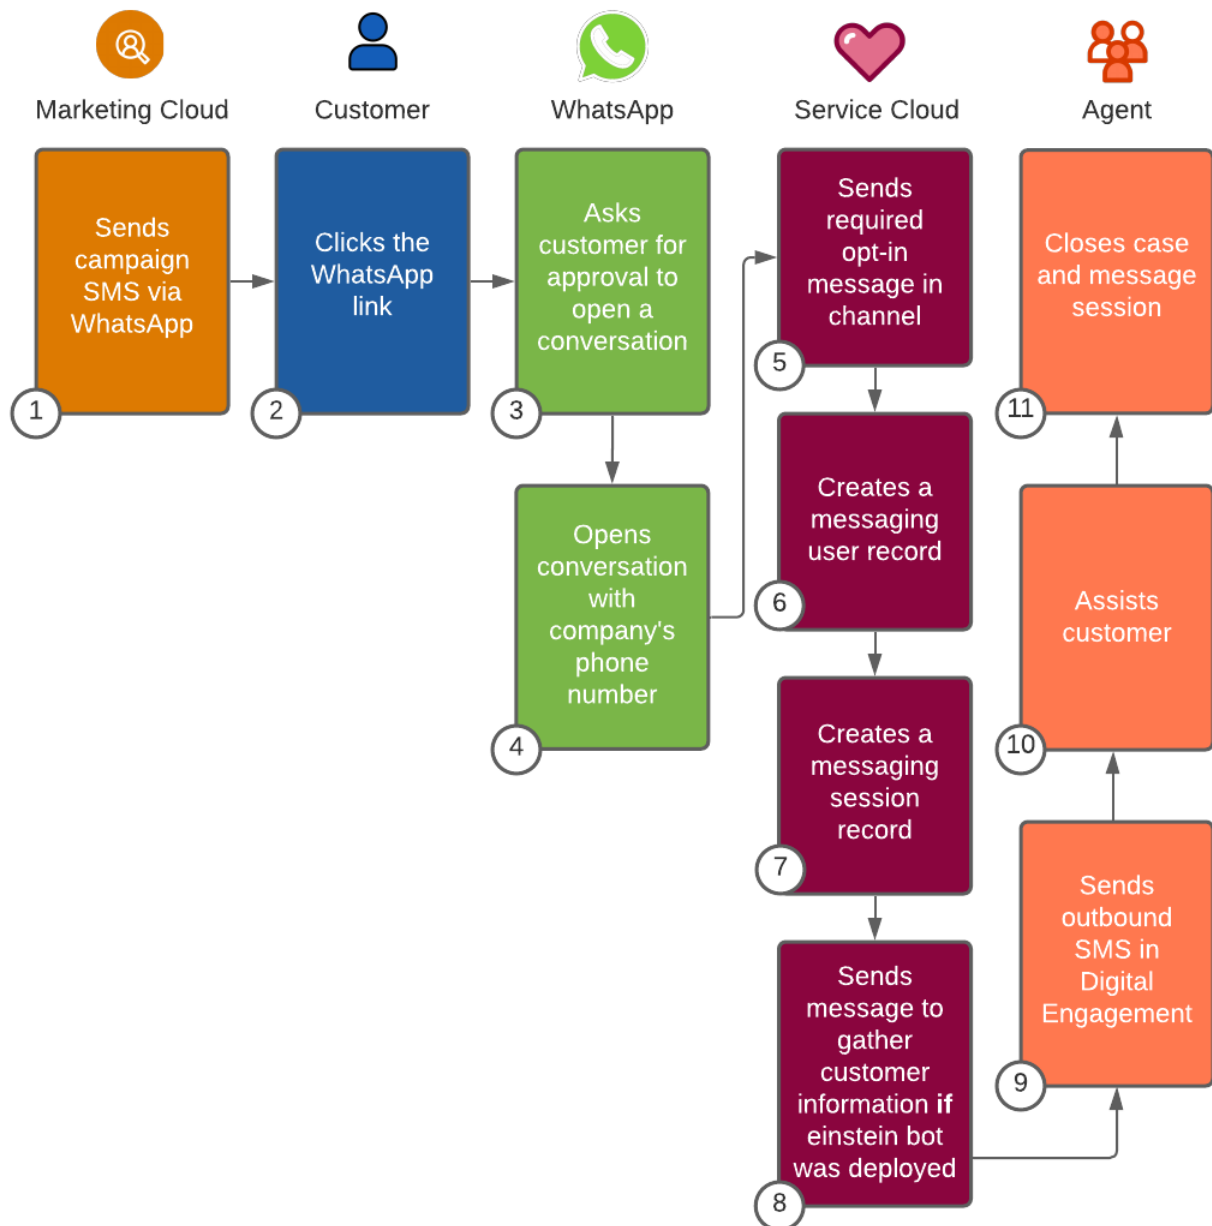 Marketing Cloud
Customer
WhatsApp
Service Cloud
Agent
Sends
campaign
SMS via
WhatsApp
1
Clicks the
WhatsApp
link
2
Asks
customer for
approval to
open a
conversation
3
Opens
conversation
with
company's
phone
number
4
Sends
required
opt-in
message in
channel
5
Creates a
messaging
user record
6
Creates a
messaging
session
record
7
Sends
message to
gather
customer
information if
einstein bot
was deployed
8
Sends
outbound
SMS in
Digital
Engagement
9
Assists
customer
10
Closes case
and message
session
11